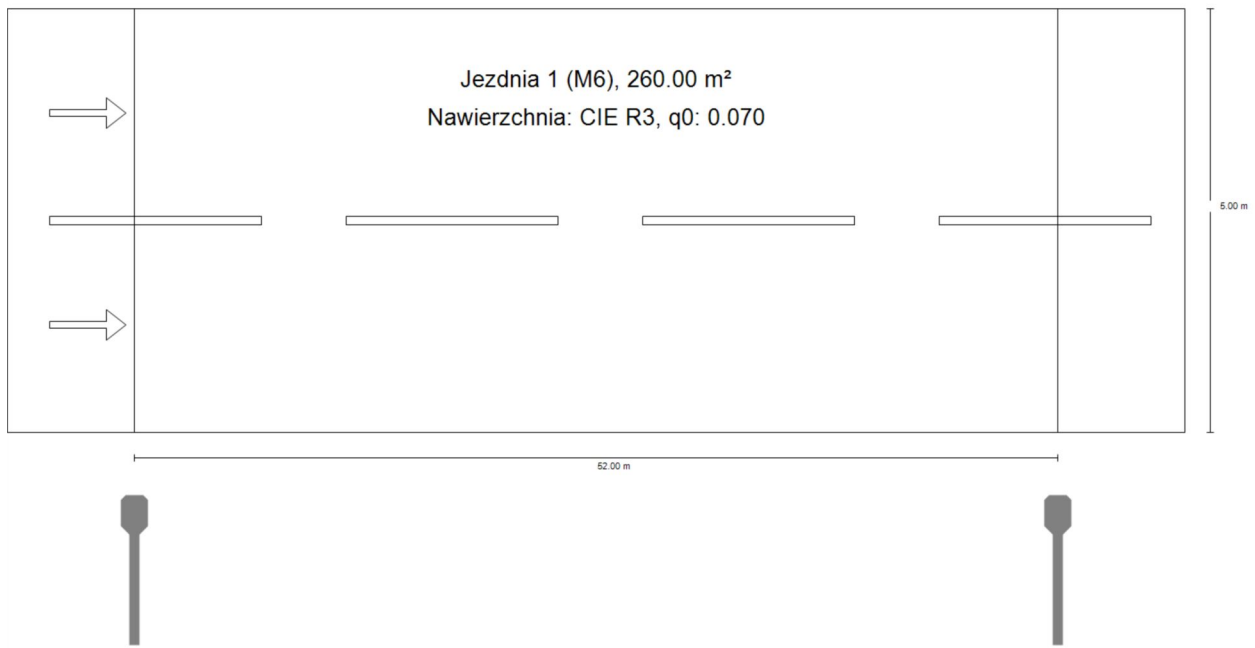 Jezdnia 1 (M6), 260.00 m²
Nawierzchnia: CIE R3, q0: 0.070
5.00 m
52.00 m